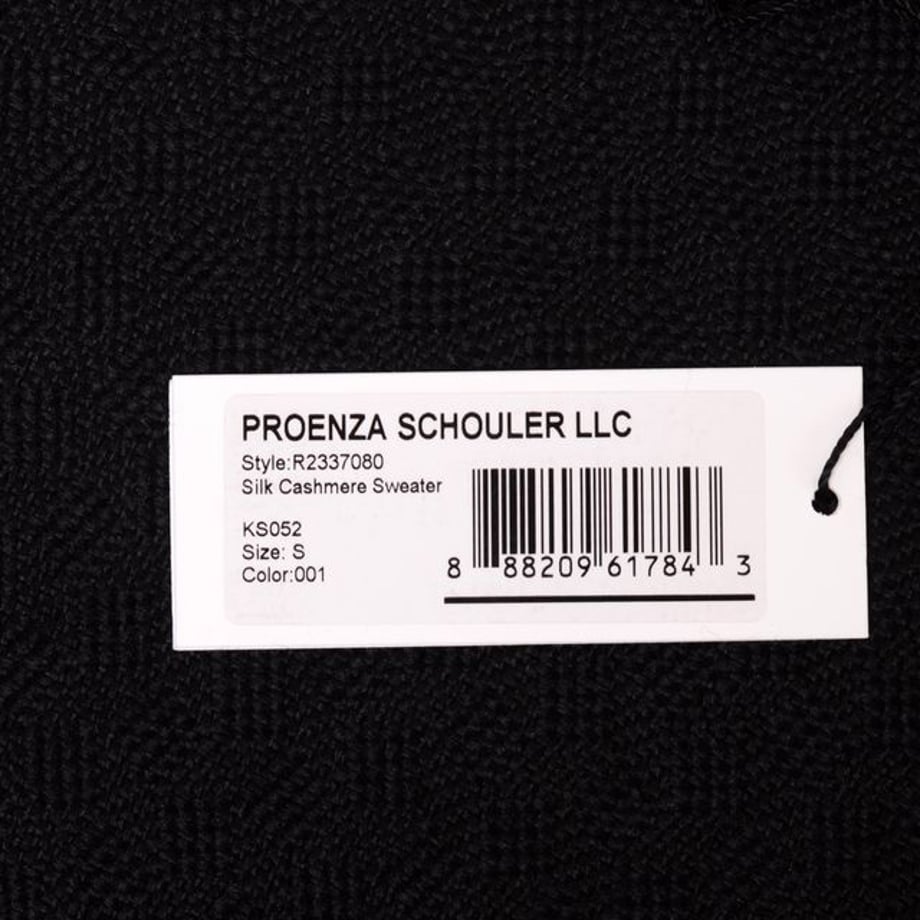 PROENZA SCHOULER LLC
Style:R2337080
Silk Cashmere Sweater
KS052
Size: S
Color:001
8 88209 61784 3